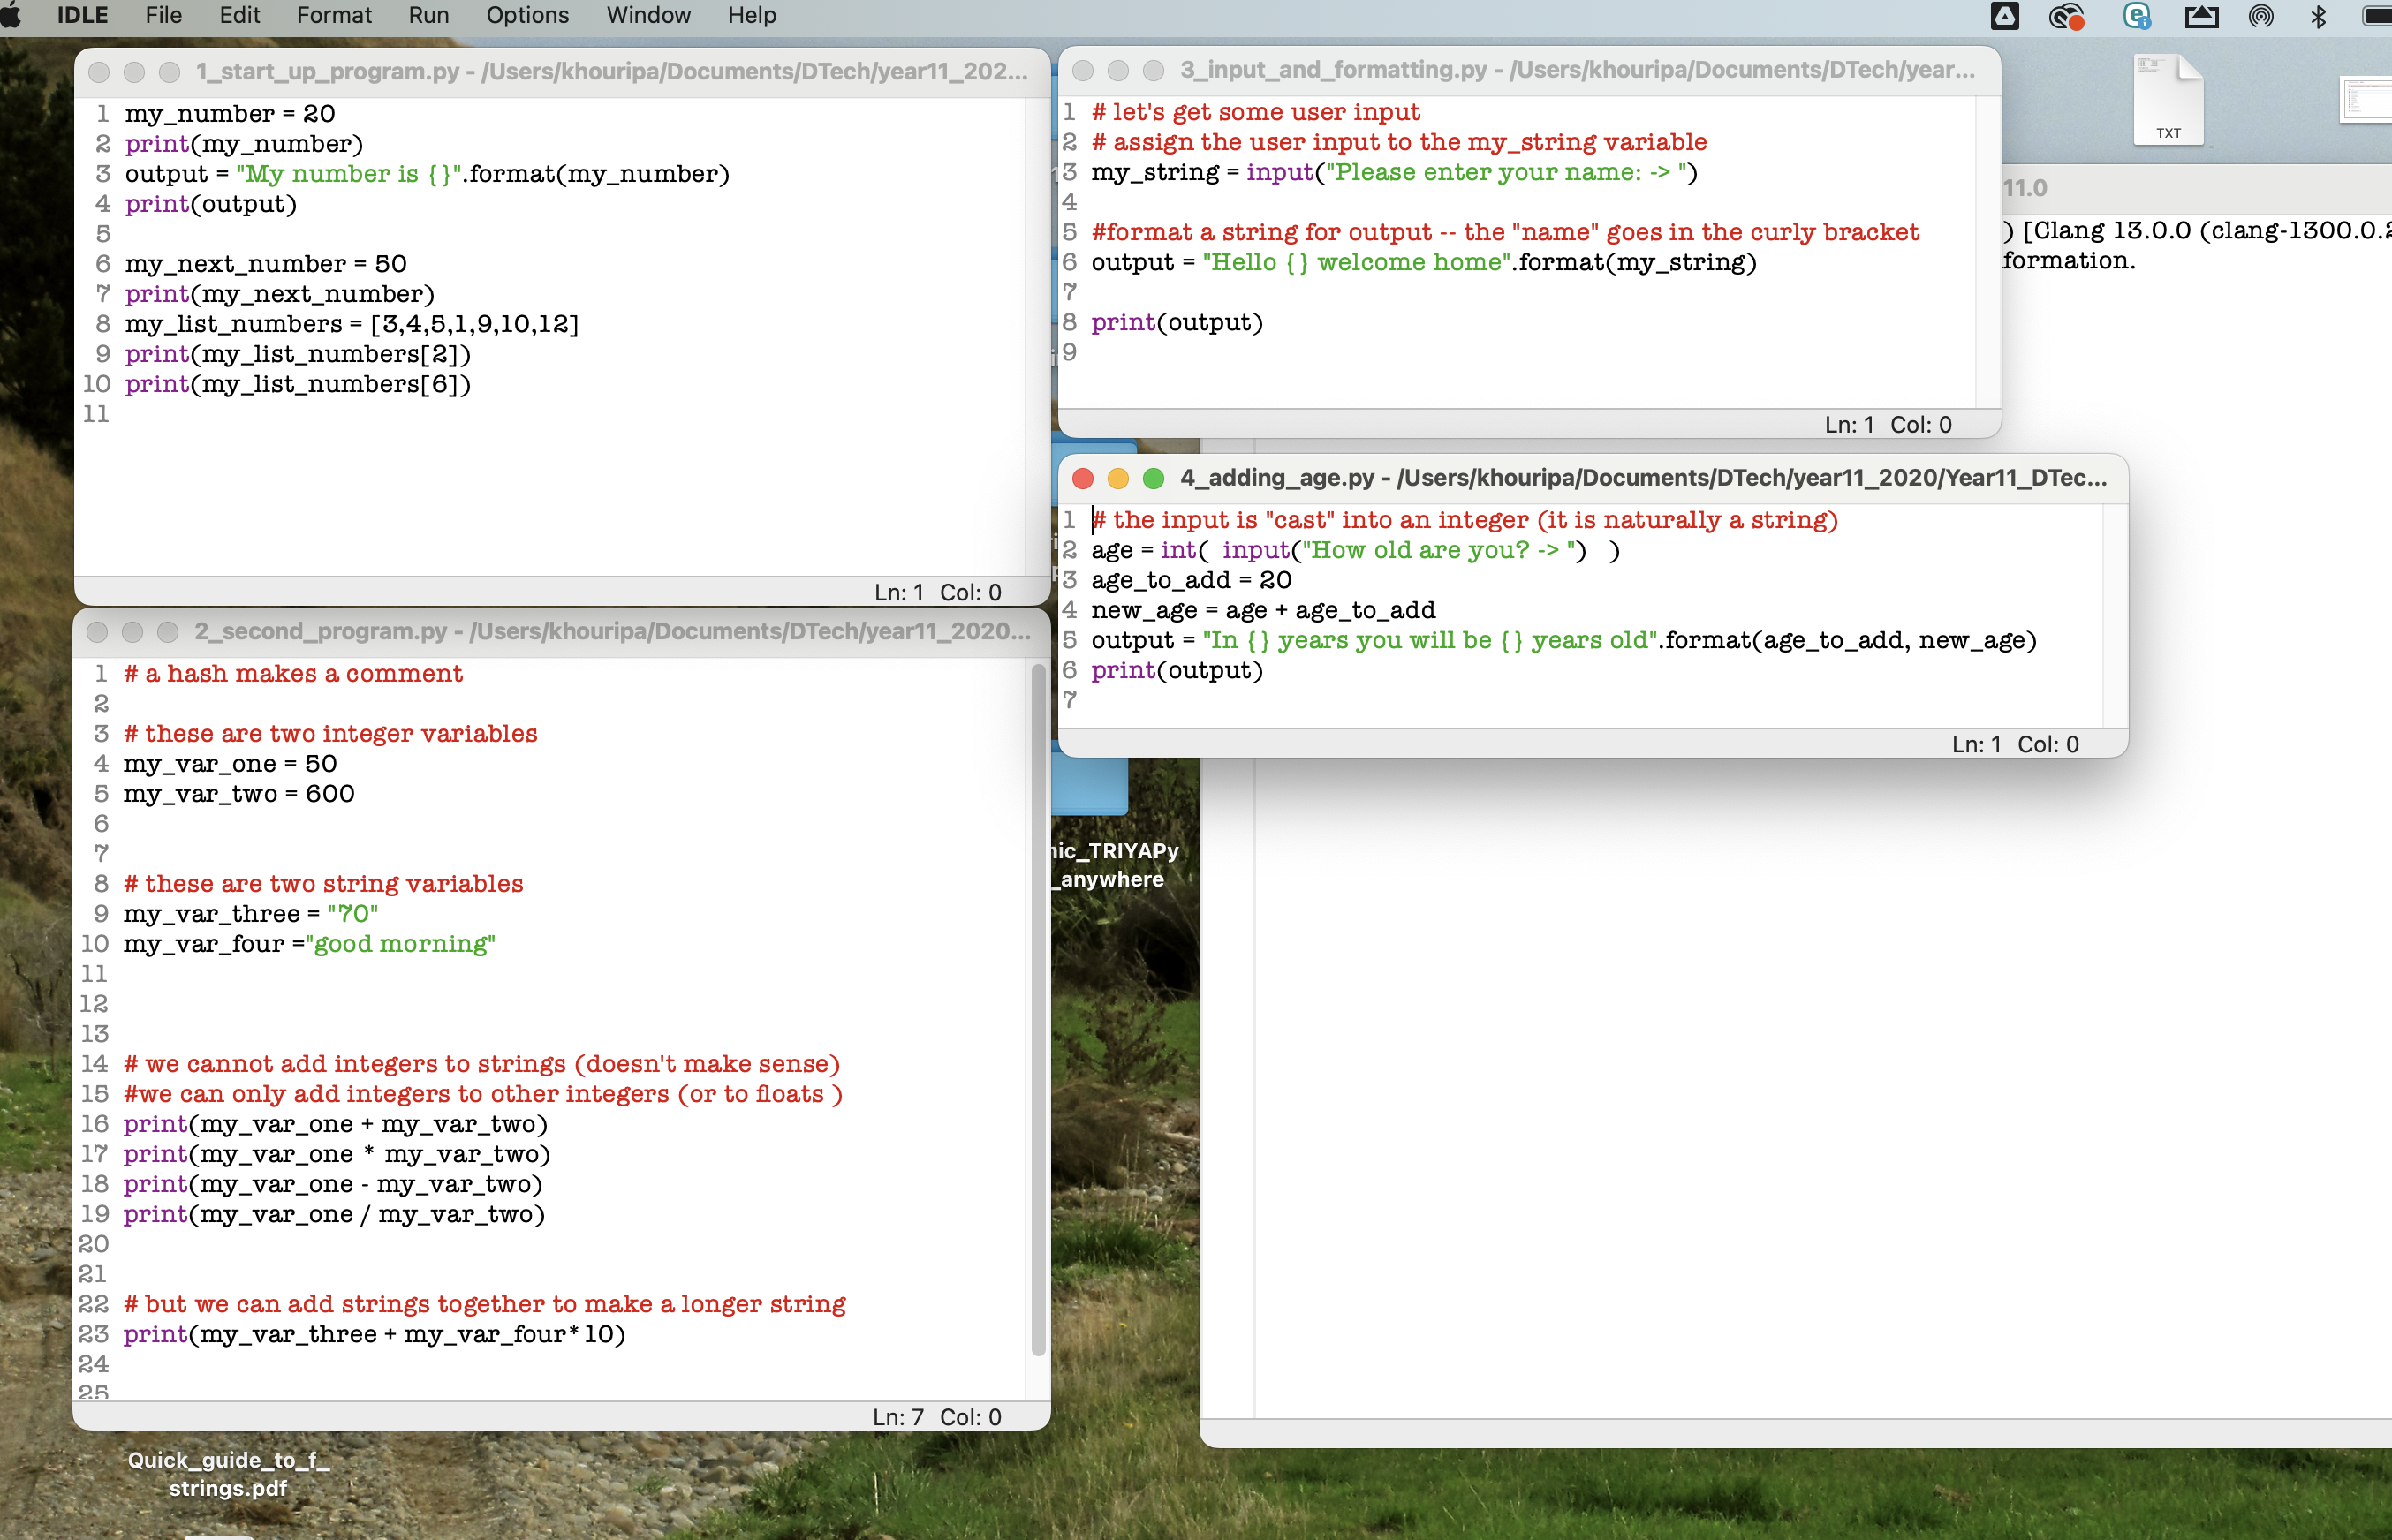 IDLE File Edit Format Run Options Window Help
1_start_up_program.py - /Users/khouripa/Documents/DTech/year11_202...
1 my_number = 20
2 print(my_number)
3 output = "My number is {}".format(my_number)
4 print(output)
5
6 my_next_number = 50
7 print(my_next_number)
8 my_list_numbers = [3,4,5,1,9,10,12]
9 print(my_list_numbers[2])
10 print(my_list_numbers[6])
11
Ln: 1 Col: 0
2_second_program.py - /Users/khouripa/Documents/DTech/year11_2020...
1 # a hash makes a comment
2
3 # these are two integer variables
4 my_var_one = 50
5 my_var_two = 600
6
7
8 # these are two string variables
9 my_var_three = "70"
10 my_var_four ="good morning"
11
12
13
14 # we cannot add integers to strings (doesn't make sense)
15 #we can only add integers to other integers (or to floats )
16 print(my_var_one + my_var_two)
17 print(my_var_one * my_var_two)
18 print(my_var_one - my_var_two)
19 print(my_var_one / my_var_two)
20
21
22 # but we can add strings together to make a longer string
23 print(my_var_three + my_var_four*10)
24
25
Ln: 7 Col: 0
3_input_and_formatting.py - /Users/khouripa/Documents/DTech/year...
1 # let's get some user input
2 # assign the user input to the my_string variable
3 my_string = input("Please enter your name: -> ")
4
5 #format a string for output -- the "name" goes in the curly bracket
6 output = "Hello {} welcome home".format(my_string)
7
8 print(output)
9
Ln: 1 Col: 0
4_adding_age.py - /Users/khouripa/Documents/DTech/year11_2020/Year11_DTec...
1 # the input is "cast" into an integer (it is naturally a string)
2 age = int( input("How old are you? -> ") )
3 age_to_add = 20
4 new_age = age + age_to_add
5 output = "In {} years you will be {} years old".format(age_to_add, new_age)
6 print(output)
7
Ln: 1 Col: 0
TXT
11.0
) [Clang 13.0.0 (clang-1300.0.2
formation.
nic_TRIYAPy
_anywhere
Quick_guide_to_f_
strings.pdf